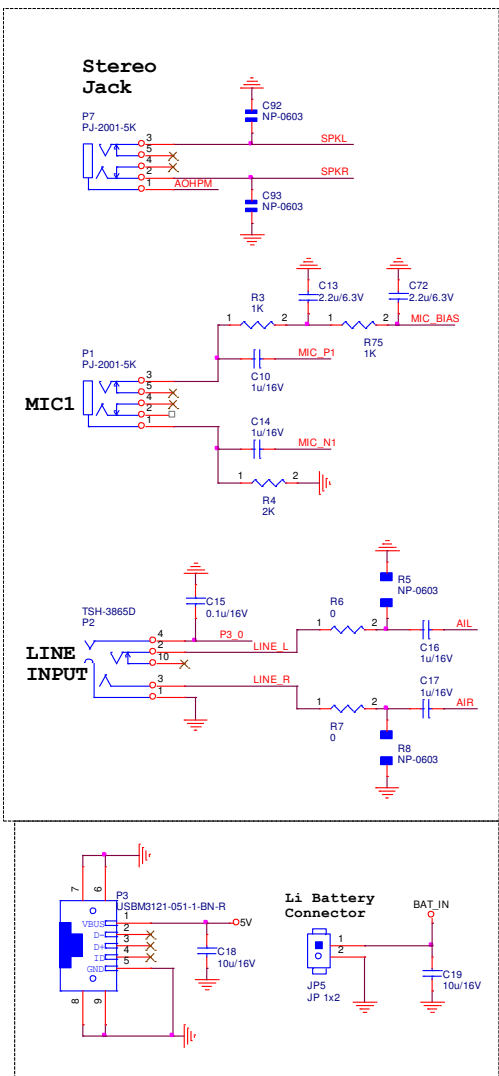 Stereo
Jack
P7
PJ-2001-5K
3
5
4
2
1
AOHPM
C92
NP-0603
SPKL
SPKR
C93
NP-0603
C13
2.2u/6.3V
C72
2.2u/6.3V
R3
1K
1
2
1
2
MIC_BIAS
R75
1K
MIC1
P1
PJ-2001-5K
3
5
4
2
1
MIC_P1
C10
1u/16V
C14
1u/16V
MIC_N1
1
2
R4
2K
LINE
INPUT
TSH-3865D
P2
4
2
10
3
1
C15
0.1u/16V
P3_0
LINE_L
LINE_R
R5
NP-0603
R6
0
1
2
AIL
C16
1u/16V
C17
1u/16V
1
2
AIR
R7
0
R8
NP-0603
7
6
P3
USBM3121-051-1-BN-R
VBUS
D-
D+
ID
GND
1
2
3
4
5
8
9
5V
C18
10u/16V
Li Battery
Connector
BAT_IN
1
2
JP5
JP 1x2
C19
10u/16V